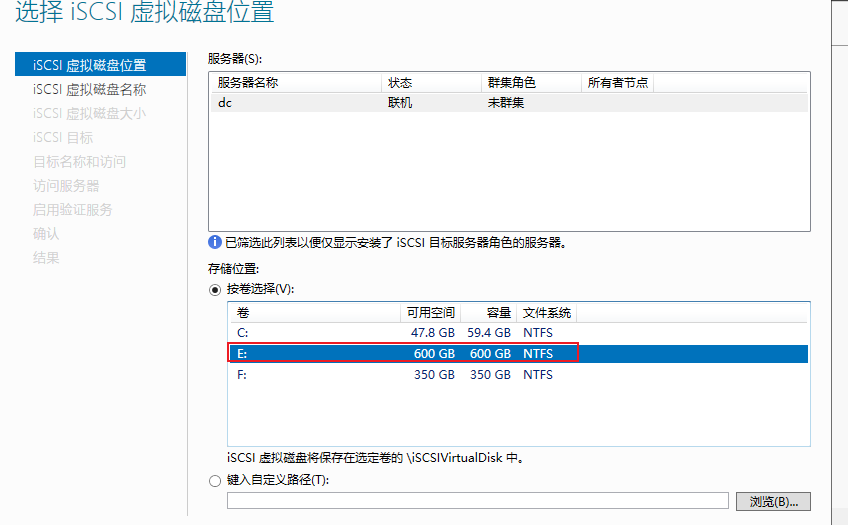 选择 iSCSI 虚拟磁盘位置
iSCSI 虚拟磁盘位置
iSCSI 虚拟磁盘名称
iSCSI 虚拟磁盘大小
iSCSI 目标
目标名称和访问
访问服务器
启用验证服务
确认
结果
服务器(S):
服务器名称 状态 群集角色 所有者节点
dc 联机 未群集
已筛选此列表以便仅显示安装了 iSCSI 目标服务器角色的服务器。
存储位置:
按卷选择(V):
卷 可用空间 容量 文件系统
C: 47.8 GB 59.4 GB NTFS
E: 600 GB 600 GB NTFS
F: 350 GB 350 GB NTFS
iSCSI 虚拟磁盘将保存在选定卷的 \iSCSIVirtualDisk 中。
键入自定义路径(T):
浏览(B)...